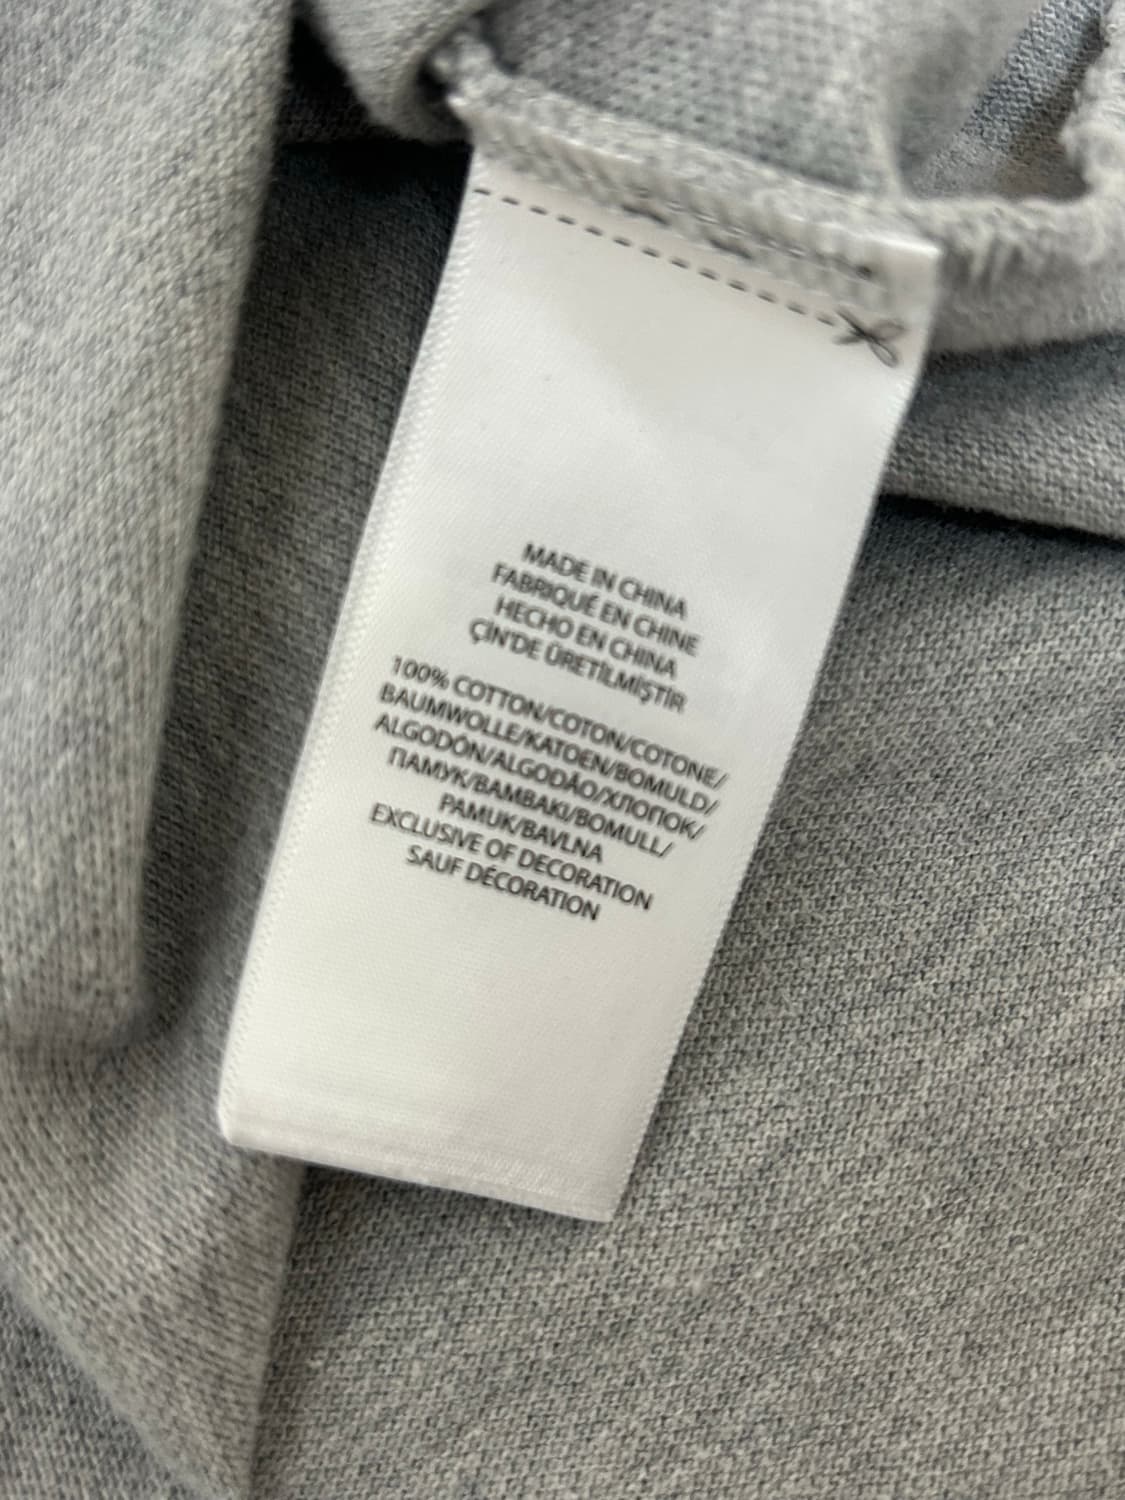 MADE IN CHINA
FABRIQUÉ EN CHINE
HECHO EN CHINA
ÇİN'DE ÜRETİLMİŞTİR
100% COTTON/COTON/COTONE/
BAUMWOLLE/KATOEN/BOMULD/
ALGODÓN/ALGODÃO/ХЛОПОК/
ПАМУК/BAMBAKI/BOMULL/
PAMUK/BAVLNA
EXCLUSIVE OF DECORATION
SAUF DÉCORATION